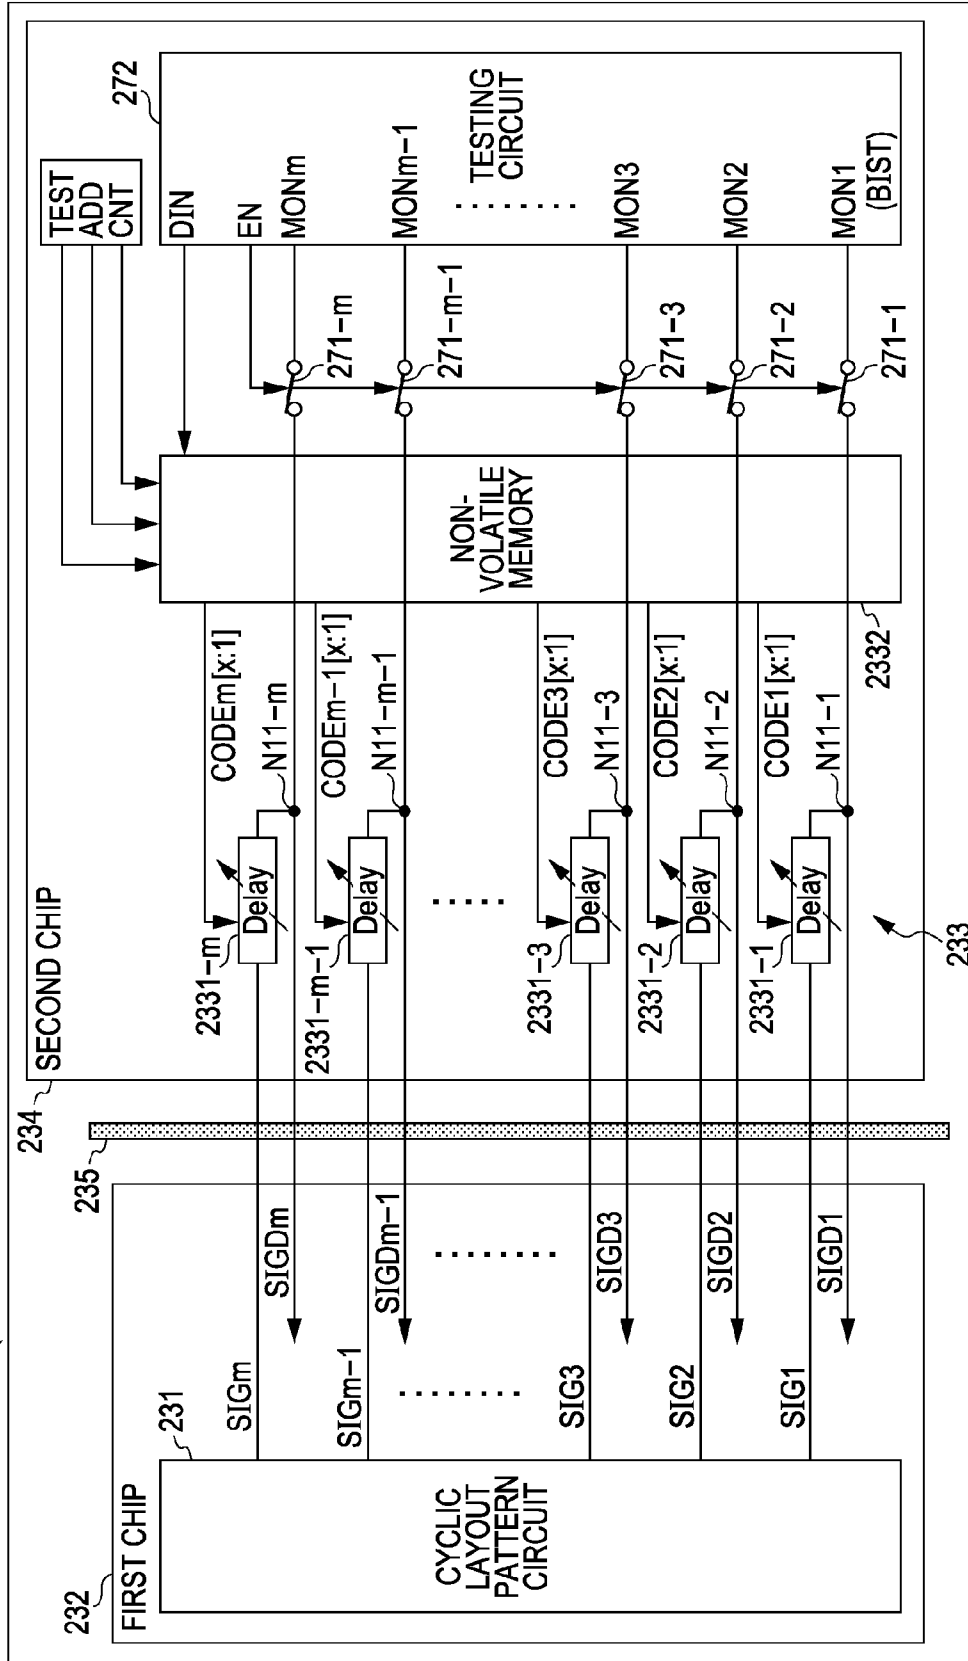 FIRST CHIP
232
231
CYCLIC
LAYOUT
PATTERN
CIRCUIT
SIGm
SIGDm
SIGm-1
SIGDm-1
SIG3
SIGD3
SIG2
SIGD2
SIG1
SIGD1
235
234
SECOND CHIP
2331-m
Delay
CODEm[x:1]
N11-m
2331-m-1
Delay
CODEm-1[x:1]
N11-m-1
2331-3
Delay
CODE3[x:1]
N11-3
2331-2
Delay
CODE2[x:1]
N11-2
2331-1
Delay
CODE1[x:1]
N11-1
233
NON-
VOLATILE
MEMORY
2332
TEST
ADD
CNT
271-m
271-m-1
271-3
271-2
271-1
272
DIN
EN
MONm
MONm-1
MON3
MON2
MON1
TESTING
CIRCUIT
(BIST)